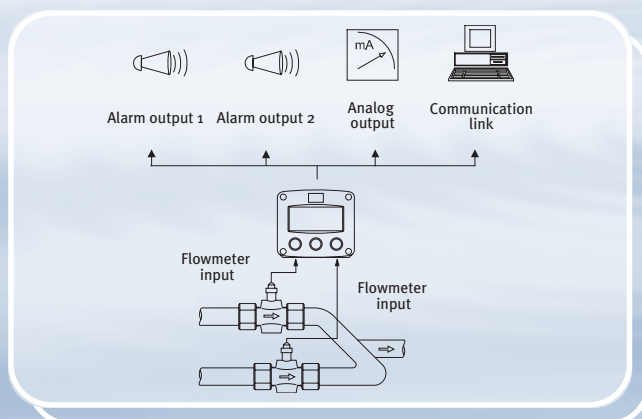 mA
Alarm output 1
Alarm output 2
Analog
output
Communication
link
Flowmeter
input
Flowmeter
input